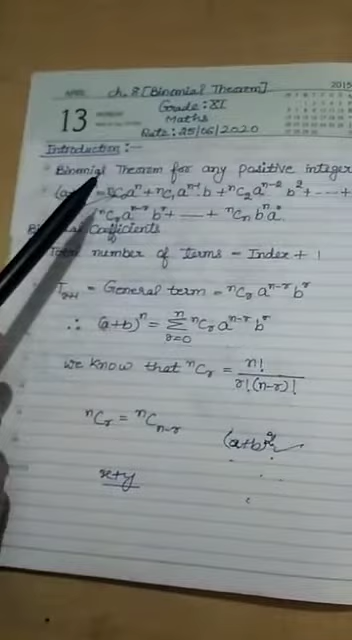 APRIL
2015
13
Ch. 8 [Binomial Theorem]
Grade : XI
Maths
Date: 25/06/2020
Introduction:-
Binomial Theorem for any positive integer
(a+ = ⁿC₀aⁿ + ⁿC₁aⁿ⁻¹b + ⁿC₂aⁿ⁻²b² + --- +
ⁿCᵣaⁿ⁻ʳbʳ + --- + ⁿCₙbⁿa⁰.
Coefficients
Total number of terms = Index + 1
Tᵣ₊₁ = General term = ⁿCᵣ aⁿ⁻ʳ bʳ
∴ (a+b)ⁿ = Σⁿᵣ₌₀ ⁿCᵣ aⁿ⁻ʳ bʳ
we know that ⁿCᵣ = n! / r!(n-r)!
ⁿCᵣ = ⁿCₙ₋ᵣ
x+y